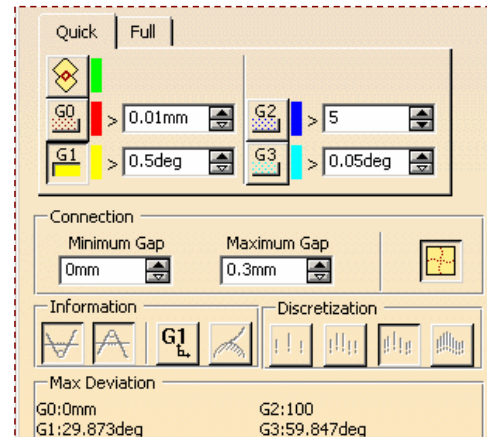 Quick Full
G0 > 0.01mm G2 > 5
G1 > 0.5deg G3 > 0.05deg
Connection
Minimum Gap Maximum Gap
0mm 0.3mm
Information Discretization
G1
Max Deviation
G0:0mm G2:100
G1:29.873deg G3:59.847deg